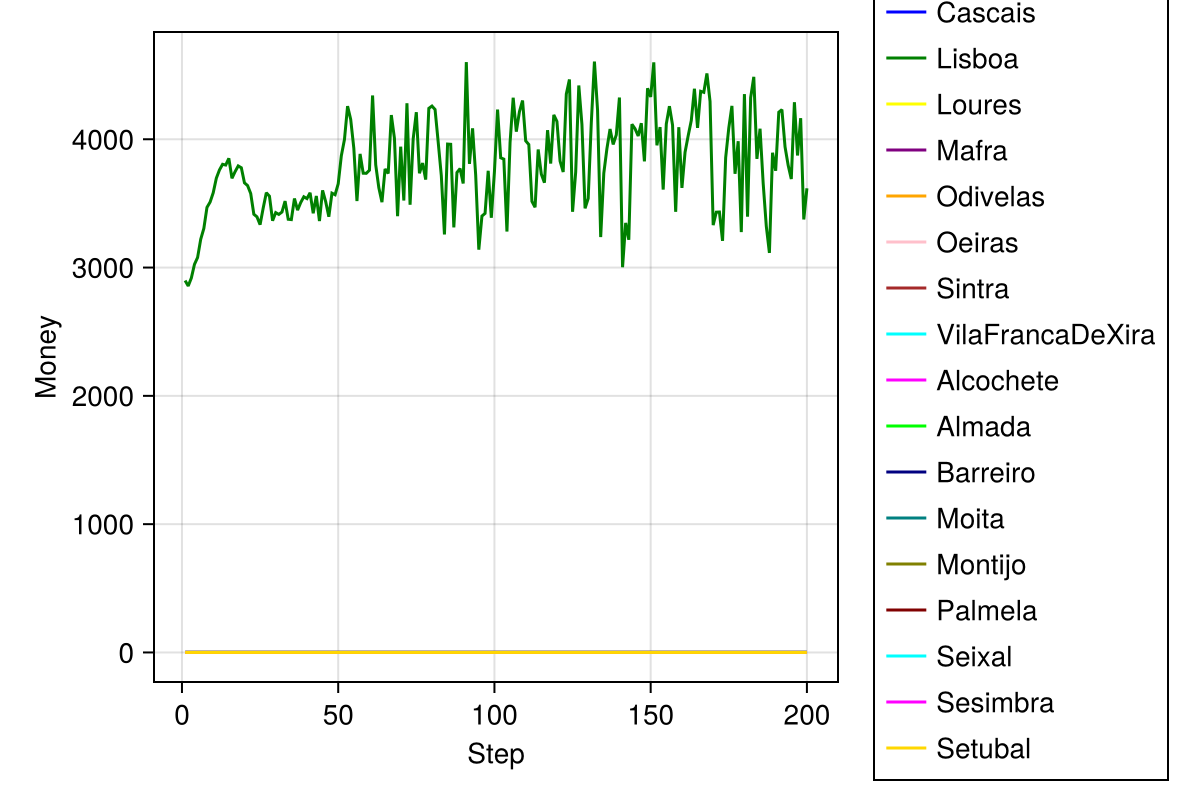 Cascais
Lisboa
Loures
Mafra
Odivelas
Oeiras
Sintra
VilaFrancaDeXira
Alcochete
Almada
Barreiro
Moita
Montijo
Palmela
Seixal
Sesimbra
Setubal
Money
4000
3000
2000
1000
0
0 50 100 150 200
Step